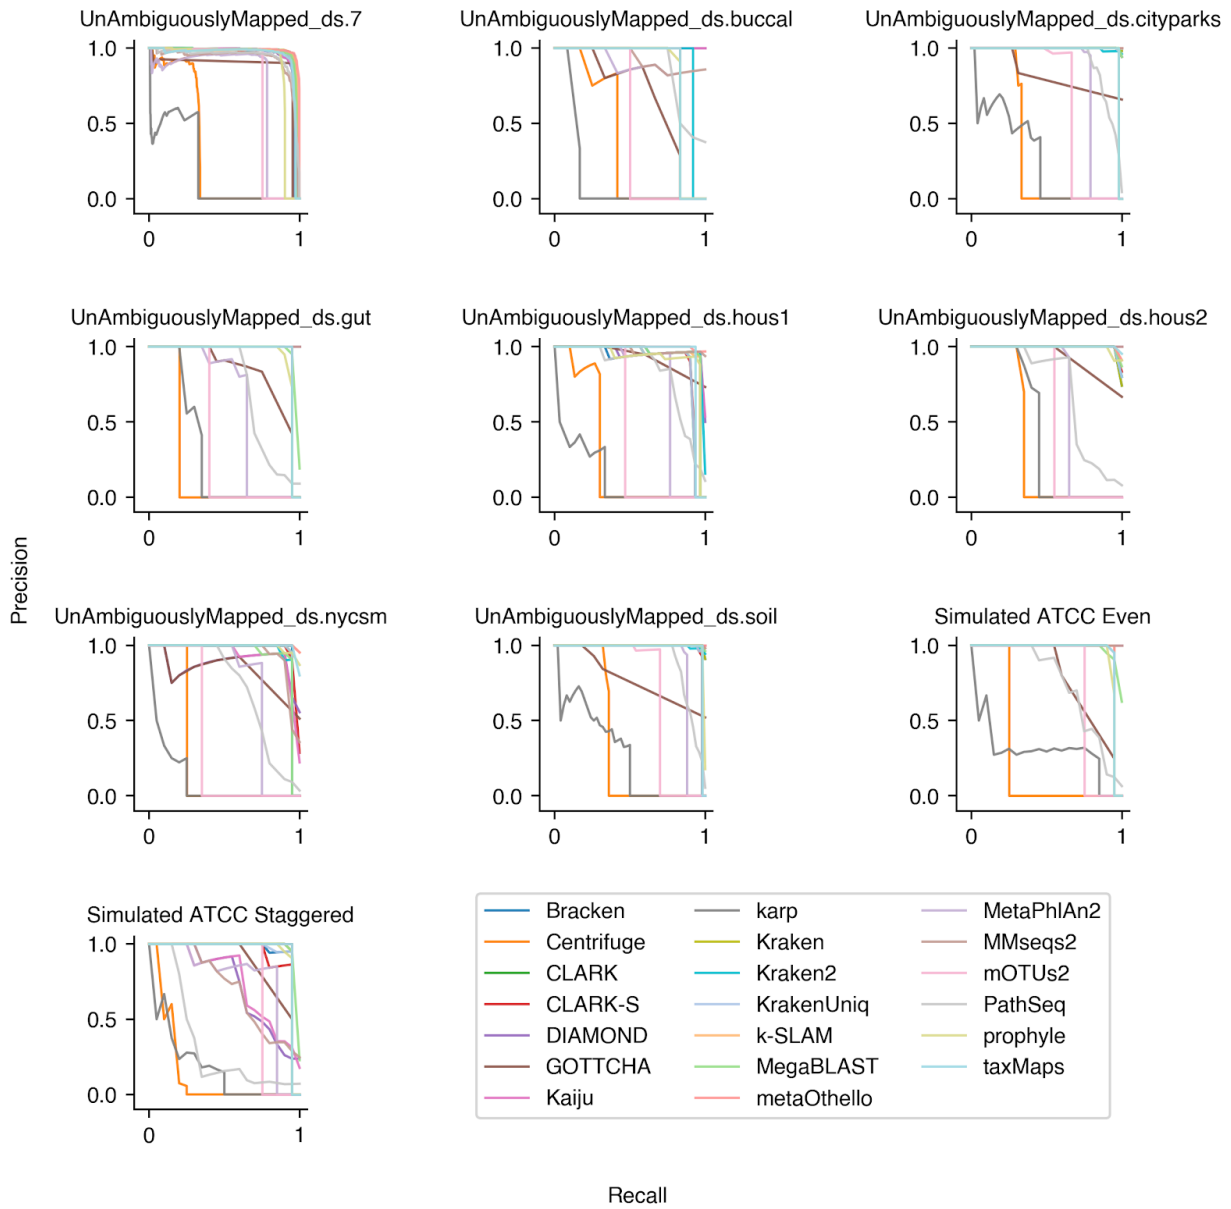 UnAmbiguouslyMapped_ds.7
UnAmbiguouslyMapped_ds.buccal
UnAmbiguouslyMapped_ds.cityparks
1.0
0.5
0.0
0
1
1.0
0.5
0.0
0
1
1.0
0.5
0.0
0
1
UnAmbiguouslyMapped_ds.gut
UnAmbiguouslyMapped_ds.hous1
UnAmbiguouslyMapped_ds.hous2
1.0
0.5
0.0
0
1
1.0
0.5
0.0
0
1
1.0
0.5
0.0
0
1
Precision
UnAmbiguouslyMapped_ds.nycsm
UnAmbiguouslyMapped_ds.soil
Simulated ATCC Even
1.0
0.5
0.0
0
1
1.0
0.5
0.0
0
1
1.0
0.5
0.0
0
1
Simulated ATCC Staggered
1.0
0.5
0.0
0
1
Bracken
Centrifuge
CLARK
CLARK-S
DIAMOND
GOTTCHA
Kaiju
karp
Kraken
Kraken2
KrakenUniq
k-SLAM
MegaBLAST
metaOthello
MetaPhlAn2
MMseqs2
mOTUs2
PathSeq
prophyle
taxMaps
Recall